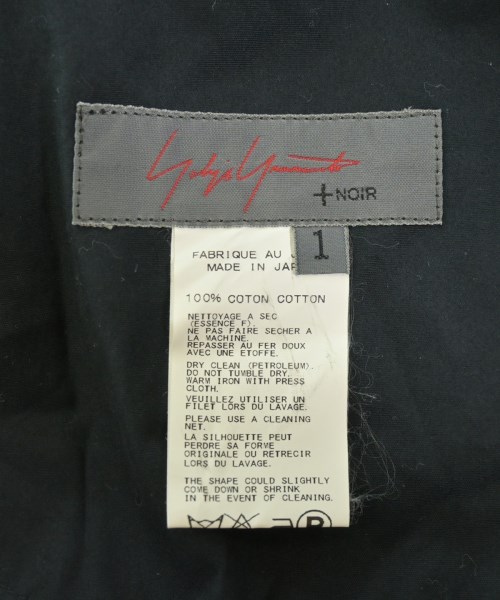 Yohji Yamamoto
+NOIR
1
FABRIQUE AU
MADE IN
100% COTON COTTON
NETTOYAGE A SEC
(ESSENCE F).
NE PAS FAIRE SECHER A
LA MACHINE.
REPASSER AU FER DOUX
AVEC UNE ETOFFE.
DRY CLEAN (PETROLEUM).
DO NOT TUMBLE DRY.
WARM IRON WITH PRESS
CLOTH.
VEUILLEZ UTILISER UN
FILET LORS DU LAVAGE.
PLEASE USE A CLEANING
NET.
LA SILHOUETTE PEUT
PERDRE SA FORME
ORIGINALE OU RETRECIR
LORS DU LAVAGE.
THE SHAPE COULD SLIGHTLY
COME DOWN OR SHRINK
IN THE EVENT OF CLEANING.
P